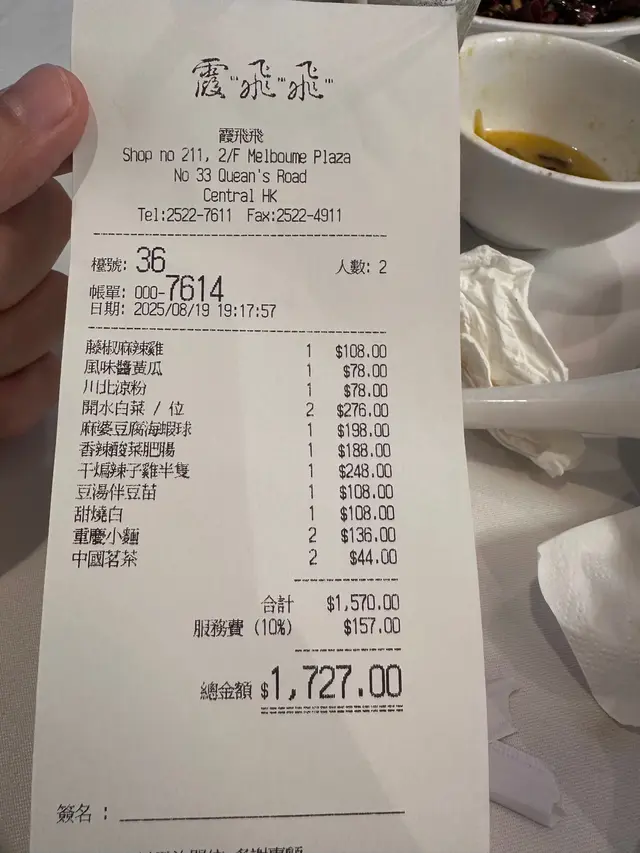 霞飛飛
霞飛飛
Shop no 211, 2/F Melboume Plaza
No 33 Quean's Road
Central HK
Tel:2522-7611 Fax:2522-4911
檯號: 36 人數: 2
帳單: 000-7614
日期: 2025/08/19 19:17:57
藤椒麻辣雞 1 $108.00
風味醬黃瓜 1 $78.00
川北涼粉 1 $78.00
開水白菜 / 位 2 $276.00
麻婆豆腐海蝦球 1 $198.00
香辣酸菜肥腸 1 $188.00
干煸辣子雞半隻 1 $248.00
豆湯伴豆苗 1 $108.00
甜燒白 1 $108.00
重慶小麵 2 $136.00
中國茗茶 2 $44.00
合計 $1,570.00
服務費 (10%) $157.00
總金額 $1,727.00
簽名 :